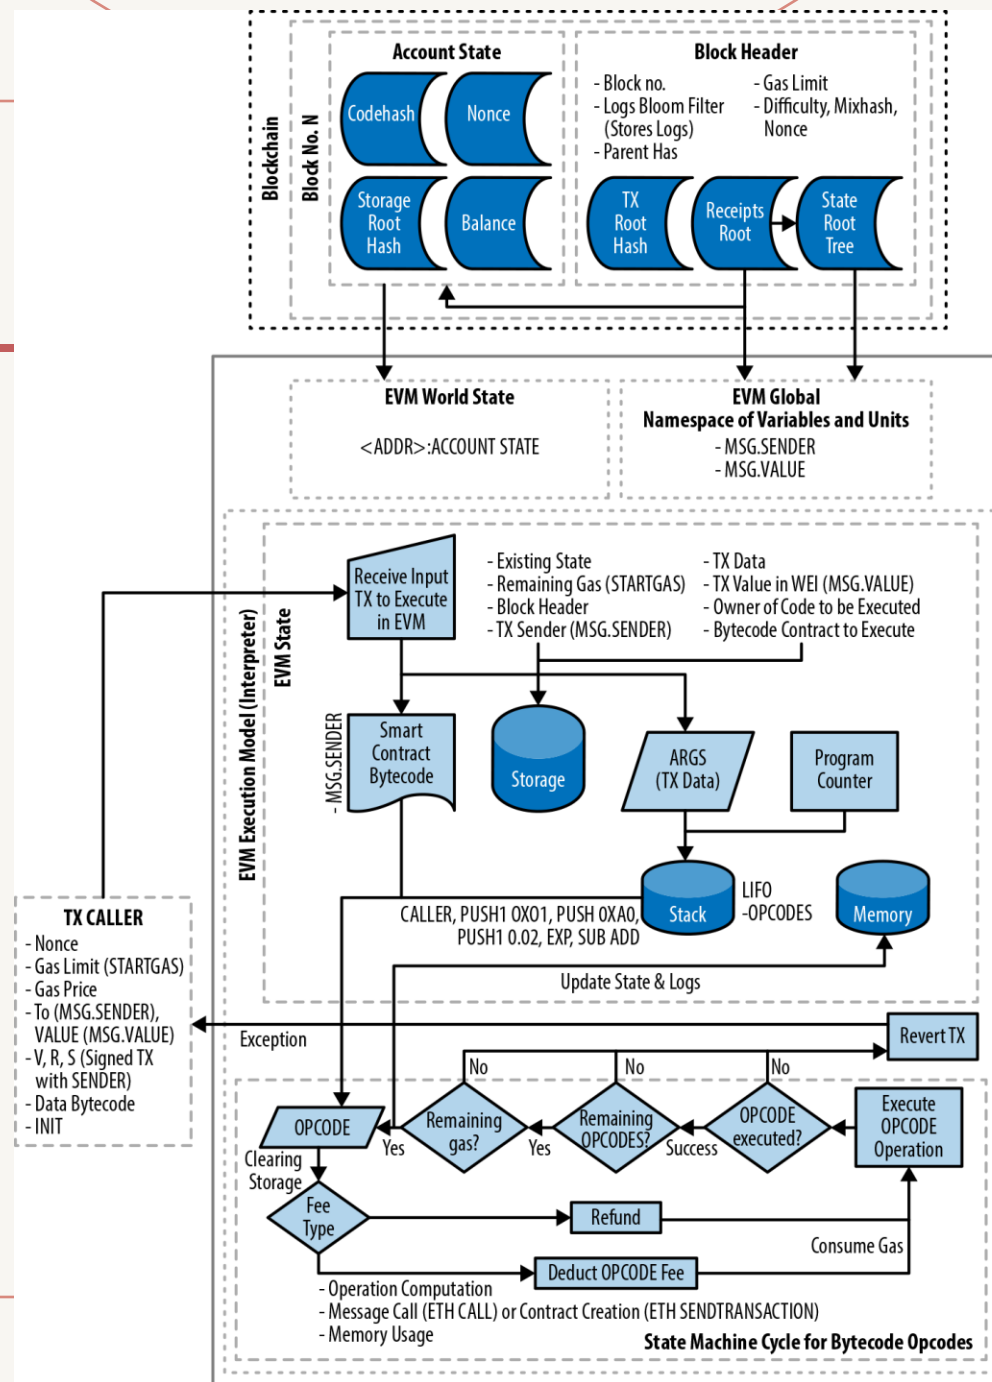 Blockchain
Block No. N
Account State
Codehash
Nonce
Storage
Root
Hash
Balance
Block Header
- Block no.
- Logs Bloom Filter
(Stores Logs)
- Parent Has
- Gas Limit
- Difficulty, Mixhash,
Nonce
TX
Root
Hash
Receipts
Root
State
Root
Tree
EVM World State
<ADDR>:ACCOUNT STATE
EVM Global
Namespace of Variables and Units
- MSG.SENDER
- MSG.VALUE
EVM Execution Model (Interpreter)
EVM State
Receive Input
TX to Execute
in EVM
- Existing State
- Remaining Gas (STARTGAS)
- Block Header
- TX Sender (MSG.SENDER)
- TX Data
- TX Value in WEI (MSG.VALUE)
- Owner of Code to be Executed
- Bytecode Contract to Execute
- MSG.SENDER
Smart
Contract
Bytecode
Storage
ARGS
(TX Data)
Program
Counter
CALLER, PUSH1 0X01, PUSH 0XA0,
PUSH1 0.02, EXP, SUB ADD
Stack
LIFO
-OPCODES
Memory
Update State & Logs
TX CALLER
- Nonce
- Gas Limit (STARTGAS)
- Gas Price
- To (MSG.SENDER),
VALUE (MSG.VALUE)
- V, R, S (Signed TX
with SENDER)
- Data Bytecode
- INIT
Exception
Revert TX
No
No
No
OPCODE
Yes
Remaining
gas?
Yes
Remaining
OPCODES?
Success
OPCODE
executed?
Execute
OPCODE
Operation
Clearing
Storage
Fee
Type
Refund
Consume Gas
Deduct OPCODE Fee
- Operation Computation
- Message Call (ETH CALL) or Contract Creation (ETH SENDTRANSACTION)
- Memory Usage
State Machine Cycle for Bytecode Opcodes